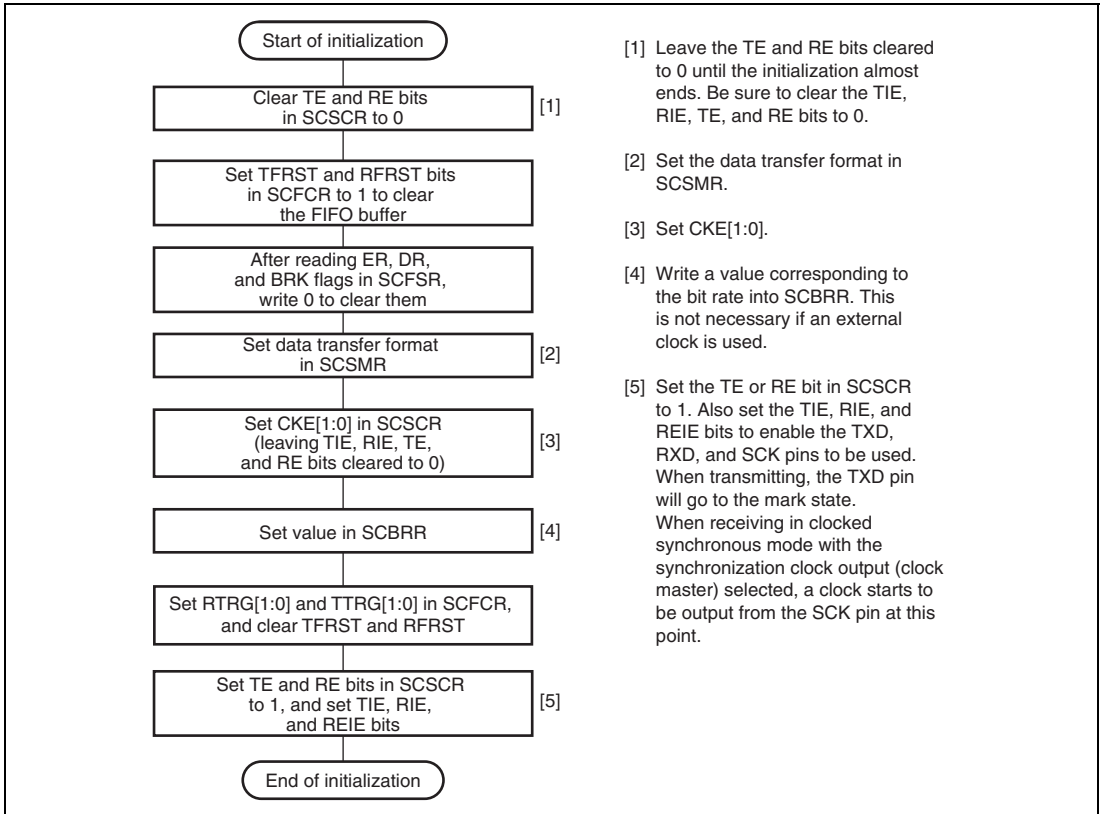 Start of initialization
Clear TE and RE bits
in SCSCR to 0
[1]
Set TFRST and RFRST bits
in SCFCR to 1 to clear
the FIFO buffer
After reading ER, DR,
and BRK flags in SCFSR,
write 0 to clear them
Set data transfer format
in SCSMR
[2]
Set CKE[1:0] in SCSCR
(leaving TIE, RIE, TE,
and RE bits cleared to 0)
[3]
Set value in SCBRR
[4]
Set RTRG[1:0] and TTRG[1:0] in SCFCR,
and clear TFRST and RFRST
Set TE and RE bits in SCSCR
to 1, and set TIE, RIE,
and REIE bits
[5]
End of initialization
[1] Leave the TE and RE bits cleared
to 0 until the initialization almost
ends. Be sure to clear the TIE,
RIE, TE, and RE bits to 0.
[2] Set the data transfer format in
SCSMR.
[3] Set CKE[1:0].
[4] Write a value corresponding to
the bit rate into SCBRR. This
is not necessary if an external
clock is used.
[5] Set the TE or RE bit in SCSCR
to 1. Also set the TIE, RIE, and
REIE bits to enable the TXD,
RXD, and SCK pins to be used.
When transmitting, the TXD pin
will go to the mark state.
When receiving in clocked
synchronous mode with the
synchronization clock output (clock
master) selected, a clock starts to
be output from the SCK pin at this
point.